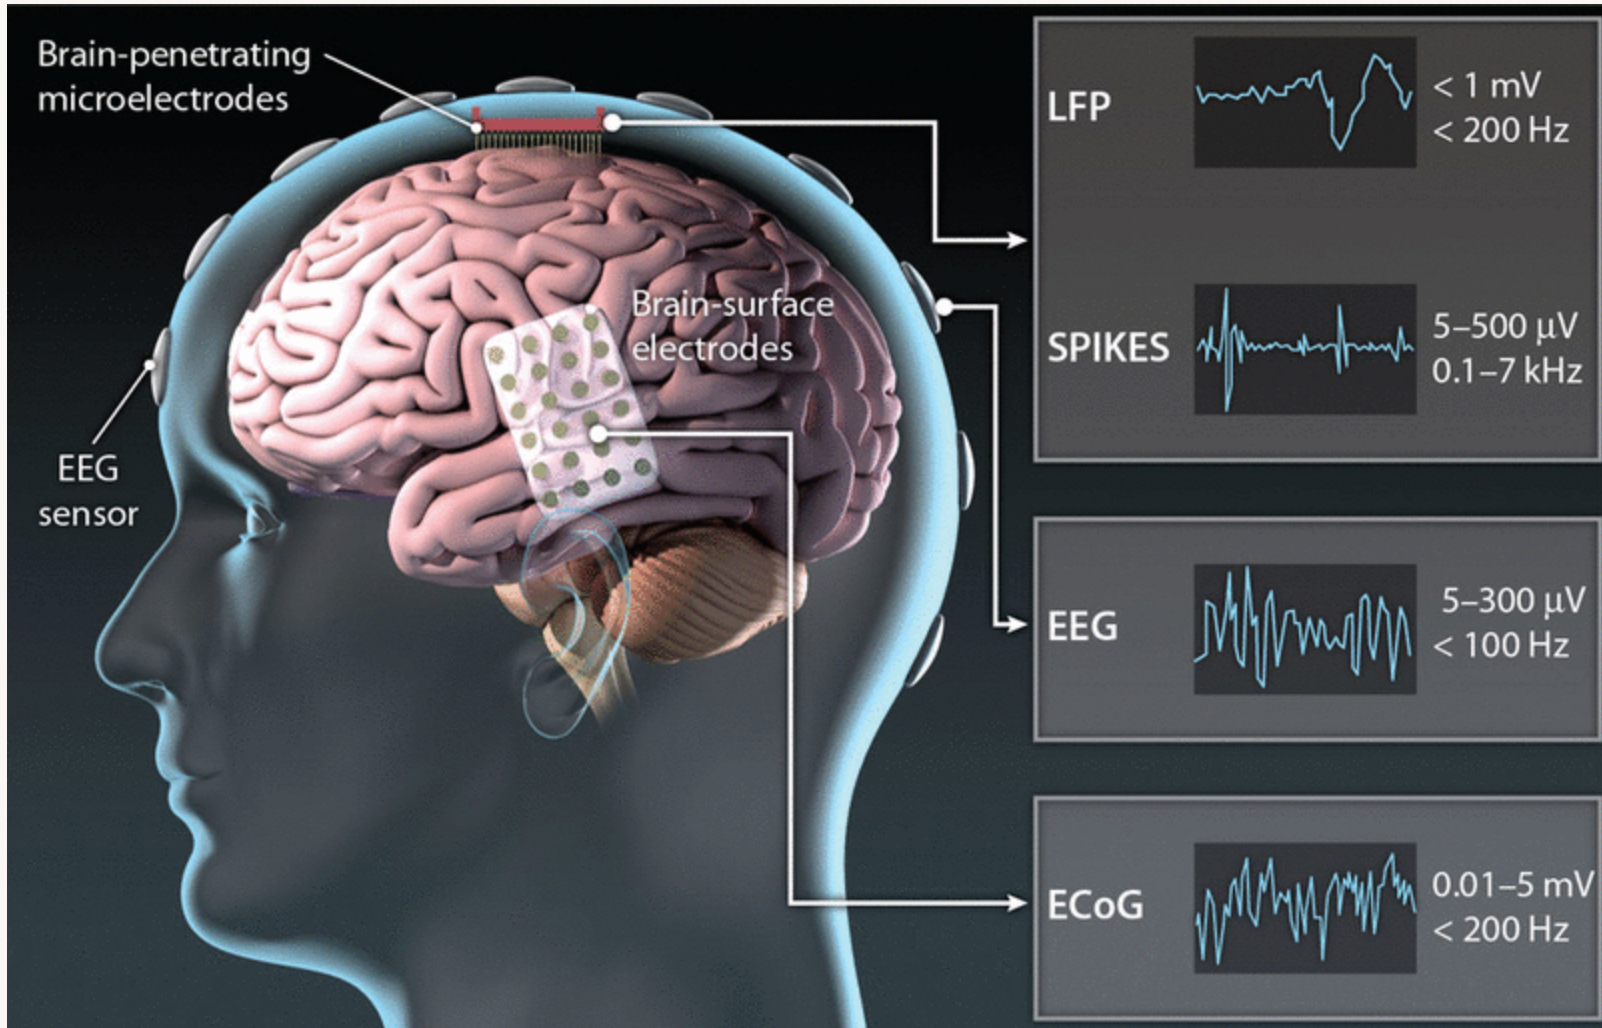 Brain-penetrating
microelectrodes
Brain-surface
electrodes
EEG
sensor
LFP
< 1 mV
< 200 Hz
SPIKES
5–500 µV
0.1–7 kHz
EEG
5–300 µV
< 100 Hz
ECoG
0.01–5 mV
< 200 Hz